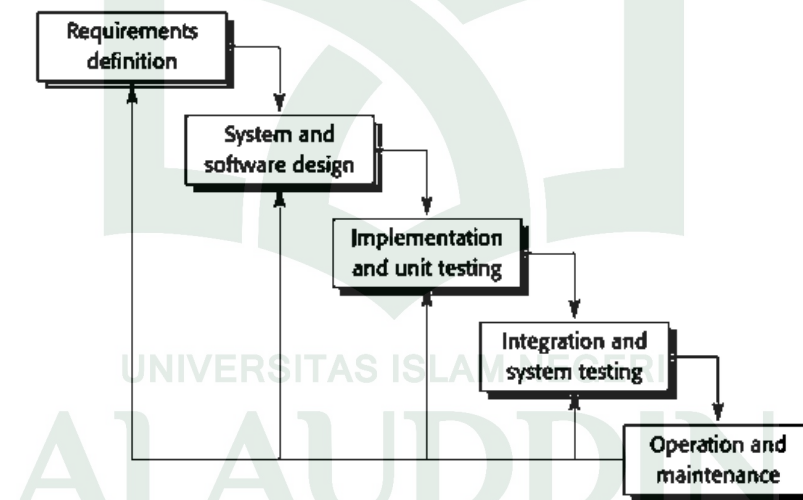 Requirements
definition
System and
software design
Implementation
and unit testing
Integration and
system testing
Operation and
maintenance
UNIVERSITAS ISLAM NEGERI
ALAUDDIN